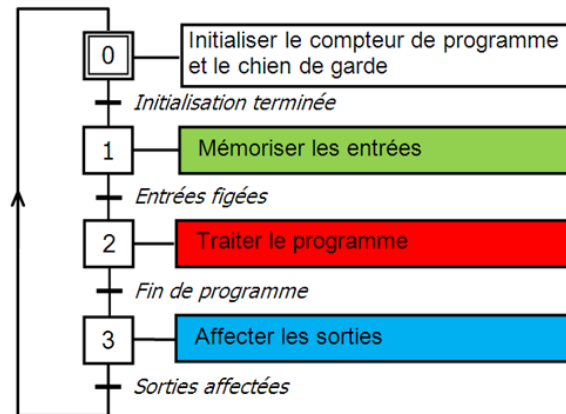 0
Initialiser le compteur de programme
et le chien de garde
Initialisation terminée
1
Mémoriser les entrées
Entrées figées
2
Traiter le programme
Fin de programme
3
Affecter les sorties
Sorties affectées